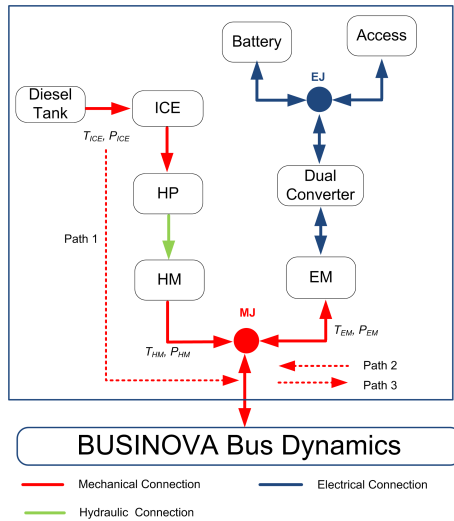 Battery
Access
EJ
Diesel
Tank
ICE
T_ICE, P_ICE
HP
Dual
Converter
Path 1
HM
EM
MJ
T_HM, P_HM
T_EM, P_EM
Path 2
Path 3
BUSINOVA Bus Dynamics
Mechanical Connection
Electrical Connection
Hydraulic Connection